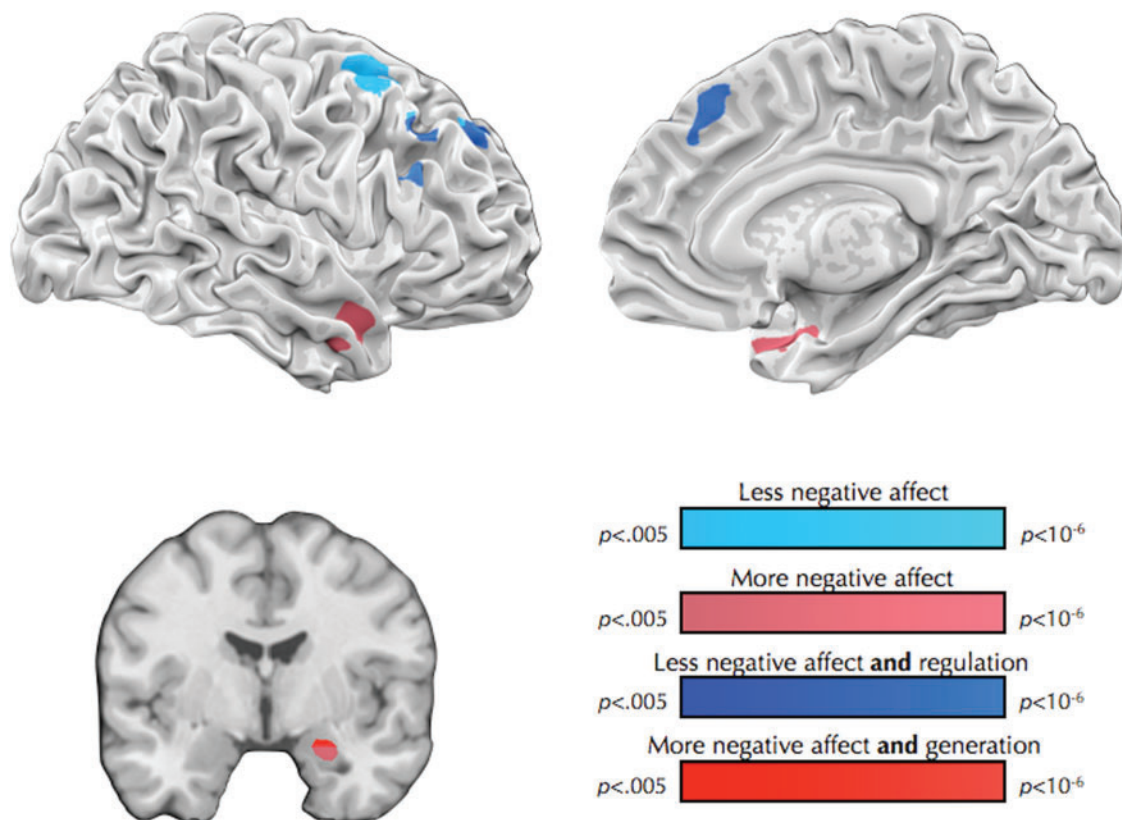 Less negative affect
p<.005 p<10-6
More negative affect
p<.005 p<10-6
Less negative affect and regulation
p<.005 p<10-6
More negative affect and generation
p<.005 p<10-6